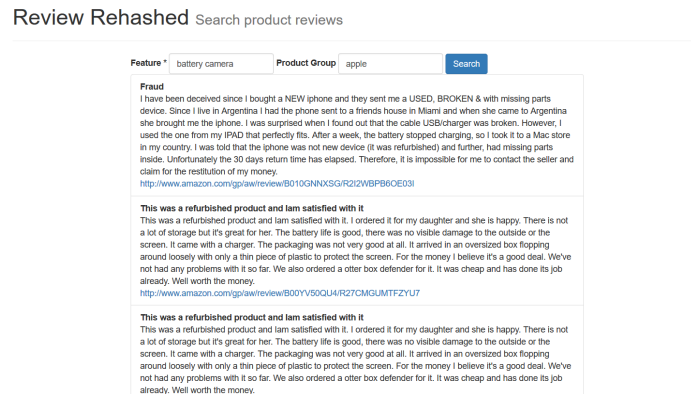 Review Rehashed Search product reviews
Feature * battery camera Product Group apple Search
Fraud
I have been deceived since I bought a NEW iphone and they sent me a USED, BROKEN & with missing parts
device. Since I live in Argentina I had the phone sent to a friends house in Miami and when she came to Argentina
she brought me the iphone. I was surprised when I found out that the cable USB/charger was broken. However, I
used the one from my IPAD that perfectly fits. After a week, the battery stopped charging, so I took it to a Mac store
in my country. I was told that the iphone was not new device (it was refurbished) and further, had missing parts
inside. Unfortunately the 30 days return time has elapsed. Therefore, it is impossible for me to contact the seller and
claim for the restitution of my money.
http://www.amazon.com/gp/aw/review/B010GNNXSG/R2I2WBPB6OE03I
This was a refurbished product and Iam satisfied with it
This was a refurbished product and Iam satisfied with it. I ordered it for my daughter and she is happy. There is not
a lot of storage but it's great for her. The battery life is good, there was no visible damage to the outside or the
screen. It came with a charger. The packaging was not very good at all. It arrived in an oversized box flopping
around loosely with only a thin piece of plastic to protect the screen. For the money I believe it's a good deal. We've
not had any problems with it so far. We also ordered a otter box defender for it. It was cheap and has done its job
already. Well worth the money.
http://www.amazon.com/gp/aw/review/B00YV50QU4/R27CMGUMTFZYU7
This was a refurbished product and Iam satisfied with it
This was a refurbished product and Iam satisfied with it. I ordered it for my daughter and she is happy. There is not
a lot of storage but it's great for her. The battery life is good, there was no visible damage to the outside or the
screen. It came with a charger. The packaging was not very good at all. It arrived in an oversized box flopping
around loosely with only a thin piece of plastic to protect the screen. For the money I believe it's a good deal. We've
not had any problems with it so far. We also ordered a otter box defender for it. It was cheap and has done its job
already. Well worth the money.